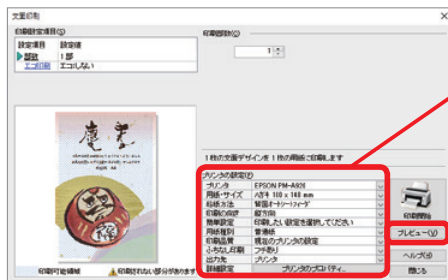 文面印刷
印刷設定項目(S)
設定項目 設定値
部数 1部
エコ印刷 エコしない
印刷部数(C)
1
1枚の文面デザインを1枚の用紙に印刷します
プリンタの設定(P)
プリンタ EPSON PM-A920
用紙・サイズ ハガキ 100 x 148 mm
給紙方法 背面オートシートフィーダ
印刷の向き 縦方向
簡単設定 印刷したい設定を選択してください
用紙種別 普通紙
印刷品質 現在のプリンタの設定
ふちなし印刷 フチあり
出力先 プリンタ
詳細設定 プリンタのプロパティ...
印刷開始
プレビュー(V)
ヘルプ(H)
閉じる
印刷可能領域
印刷されない部分があります